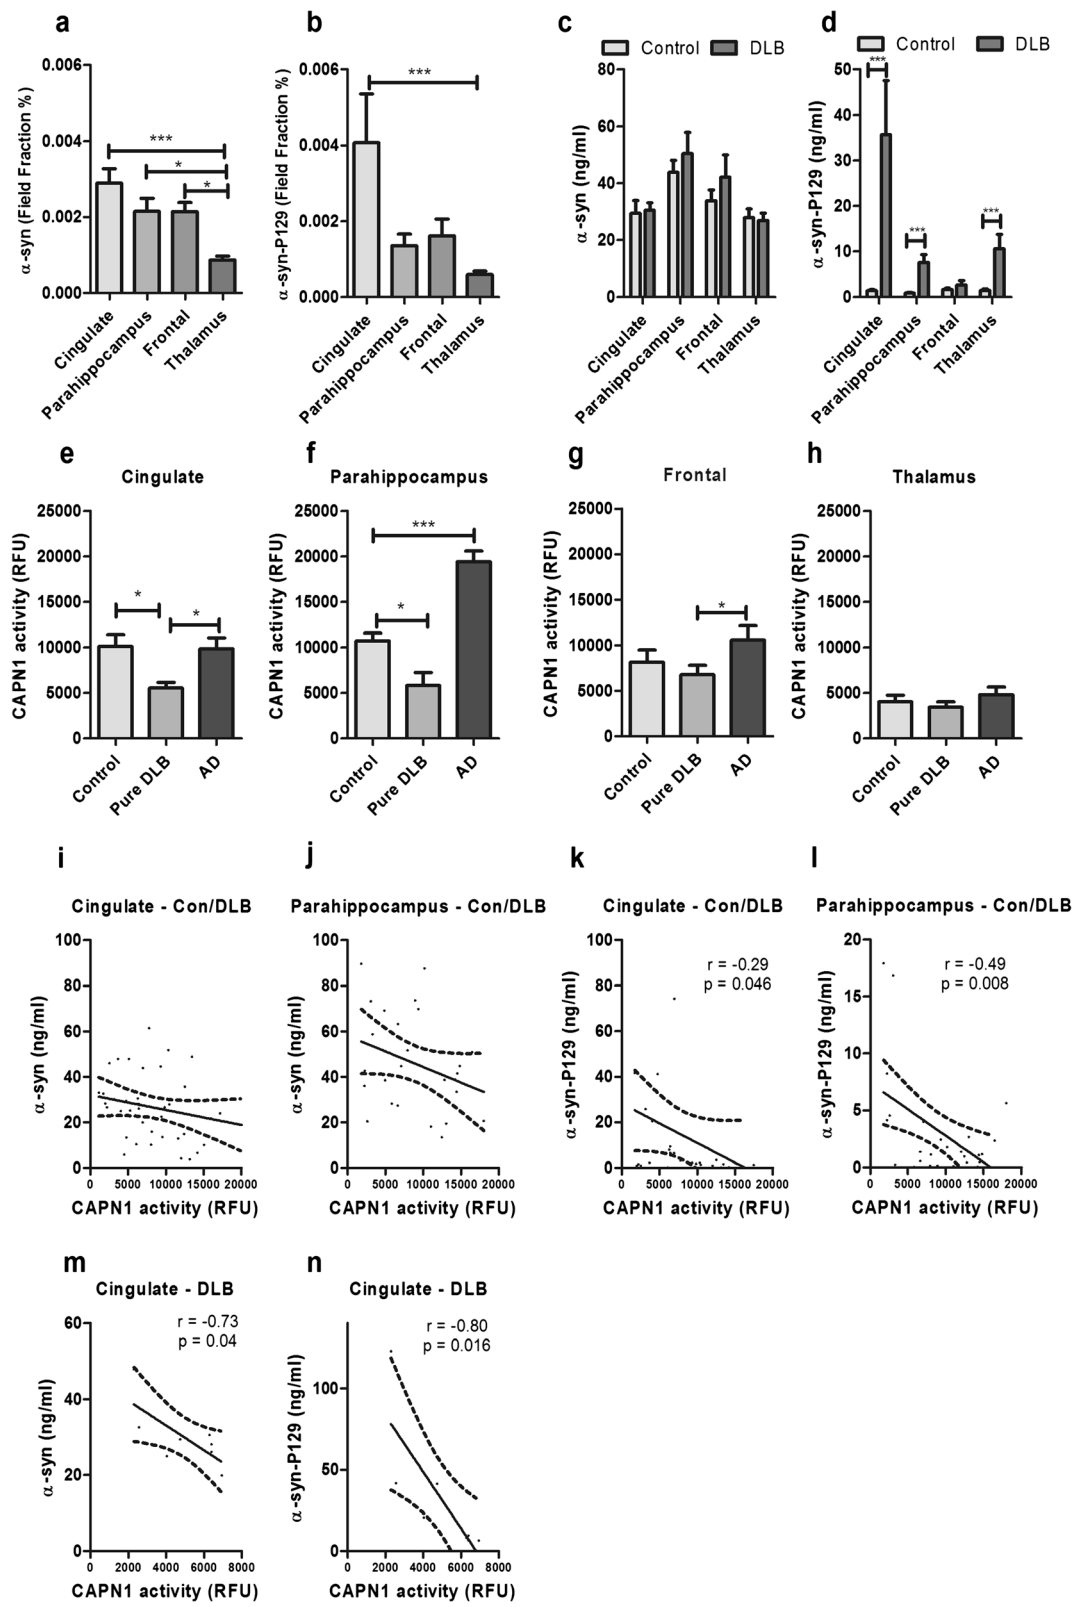 a
α-syn (Field Fraction %)
0.006
0.004
0.002
0.000
***
*
*
Cingulate
Parahippocampus
Frontal
Thalamus
b
α-syn-P129 (Field Fraction %)
0.006
0.004
0.002
0.000
***
Cingulate
Parahippocampus
Frontal
Thalamus
c
Control
DLB
α-syn (ng/ml)
80
60
40
20
0
Cingulate
Parahippocampus
Frontal
Thalamus
d
Control
DLB
α-syn-P129 (ng/ml)
50
40
30
20
10
0
***
***
***
Cingulate
Parahippocampus
Frontal
Thalamus
e
Cingulate
CAPN1 activity (RFU)
25000
20000
15000
10000
5000
0
*
*
Control
Pure DLB
AD
f
Parahippocampus
CAPN1 activity (RFU)
25000
20000
15000
10000
5000
0
***
*
Control
Pure DLB
AD
g
Frontal
CAPN1 activity (RFU)
25000
20000
15000
10000
5000
0
*
Control
Pure DLB
AD
h
Thalamus
CAPN1 activity (RFU)
25000
20000
15000
10000
5000
0
Control
Pure DLB
AD
i
Cingulate - Con/DLB
α-syn (ng/ml)
100
80
60
40
20
0
0 5000 10000 15000 20000
CAPN1 activity (RFU)
j
Parahippocampus - Con/DLB
α-syn (ng/ml)
100
80
60
40
20
0
0 5000 10000 15000 20000
CAPN1 activity (RFU)
k
Cingulate - Con/DLB
r = -0.29
p = 0.046
α-syn-P129 (ng/ml)
100
80
60
40
20
0
0 5000 10000 15000 20000
CAPN1 activity (RFU)
l
Parahippocampus - Con/DLB
r = -0.49
p = 0.008
α-syn-P129 (ng/ml)
20
15
10
5
0
0 5000 10000 15000 20000
CAPN1 activity (RFU)
m
Cingulate - DLB
r = -0.73
p = 0.04
α-syn (ng/ml)
60
40
20
0
0 2000 4000 6000 8000
CAPN1 activity (RFU)
n
Cingulate - DLB
r = -0.80
p = 0.016
α-syn-P129 (ng/ml)
100
50
0
0 2000 4000 6000 8000
CAPN1 activity (RFU)